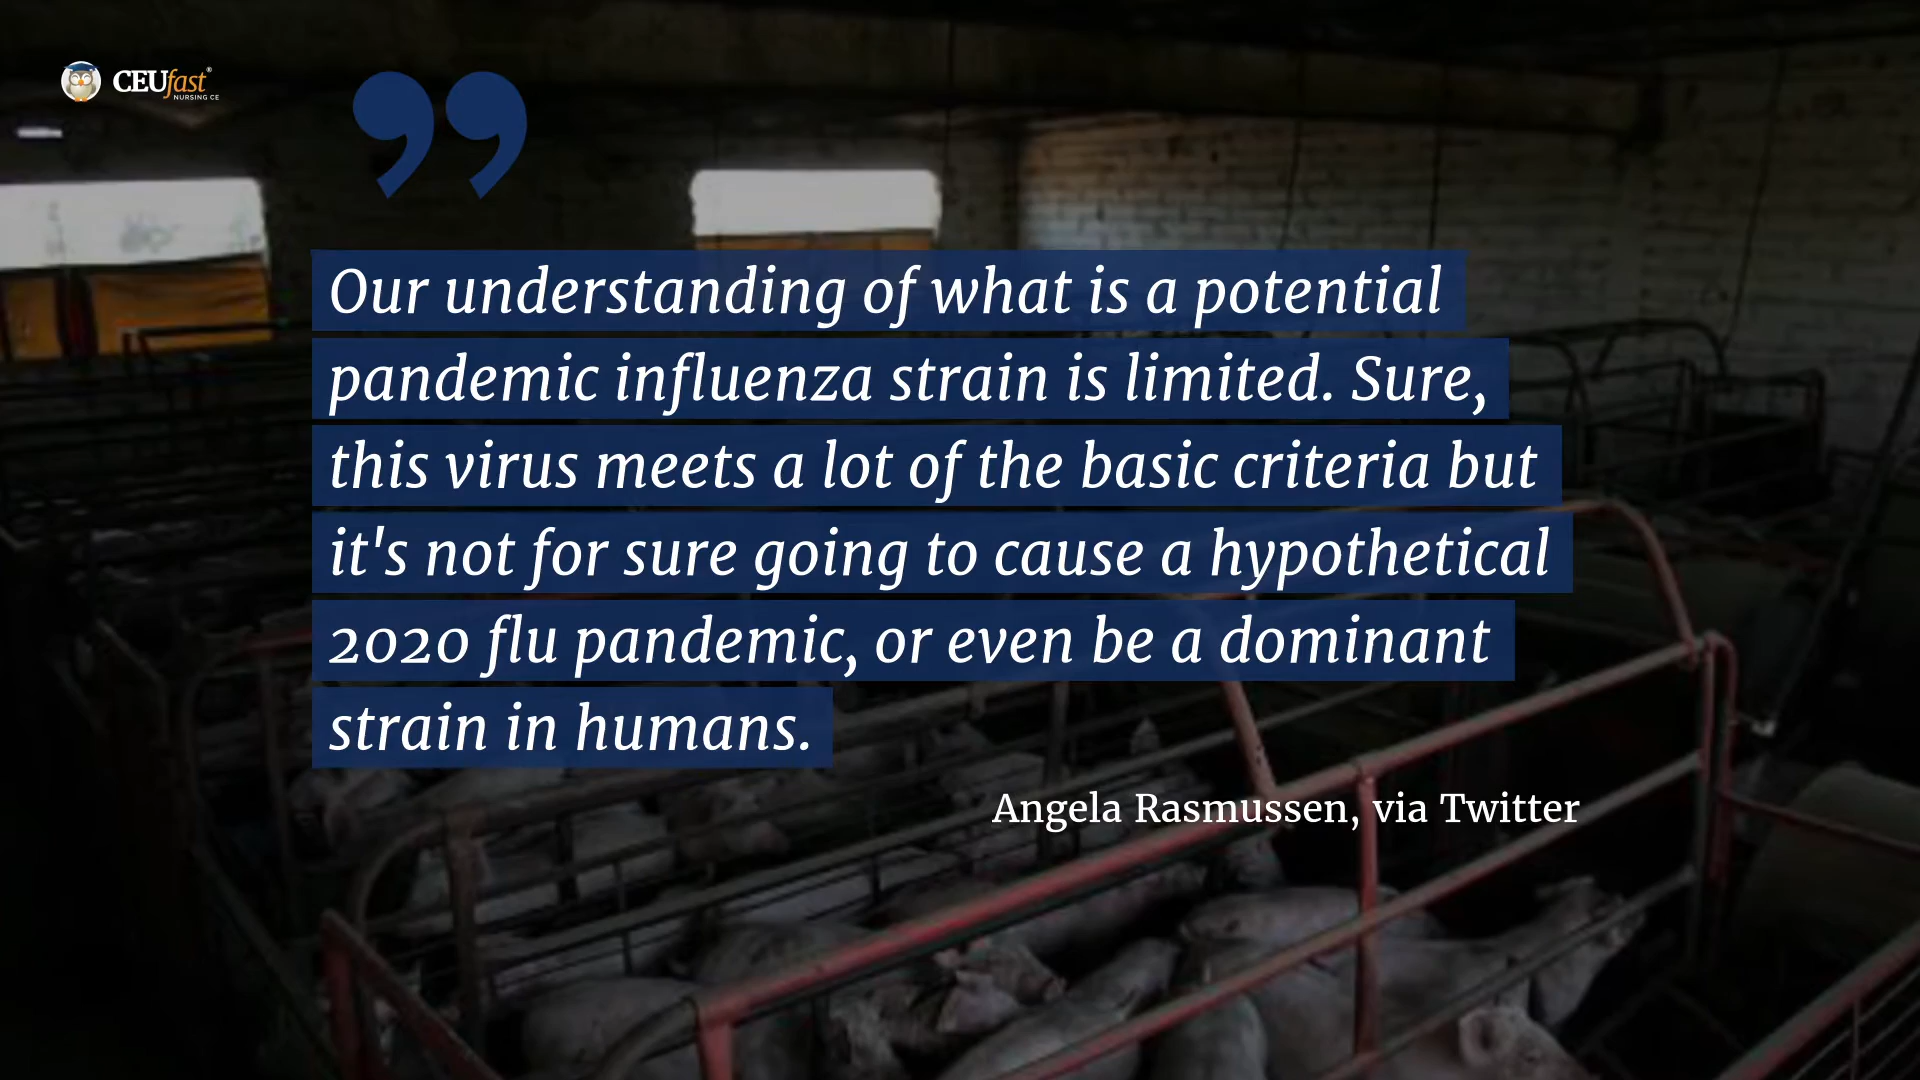 CEUfast®
NURSING CE
”
Our understanding of what is a potential
pandemic influenza strain is limited. Sure,
this virus meets a lot of the basic criteria but
it's not for sure going to cause a hypothetical
2020 flu pandemic, or even be a dominant
strain in humans.
Angela Rasmussen, via Twitter